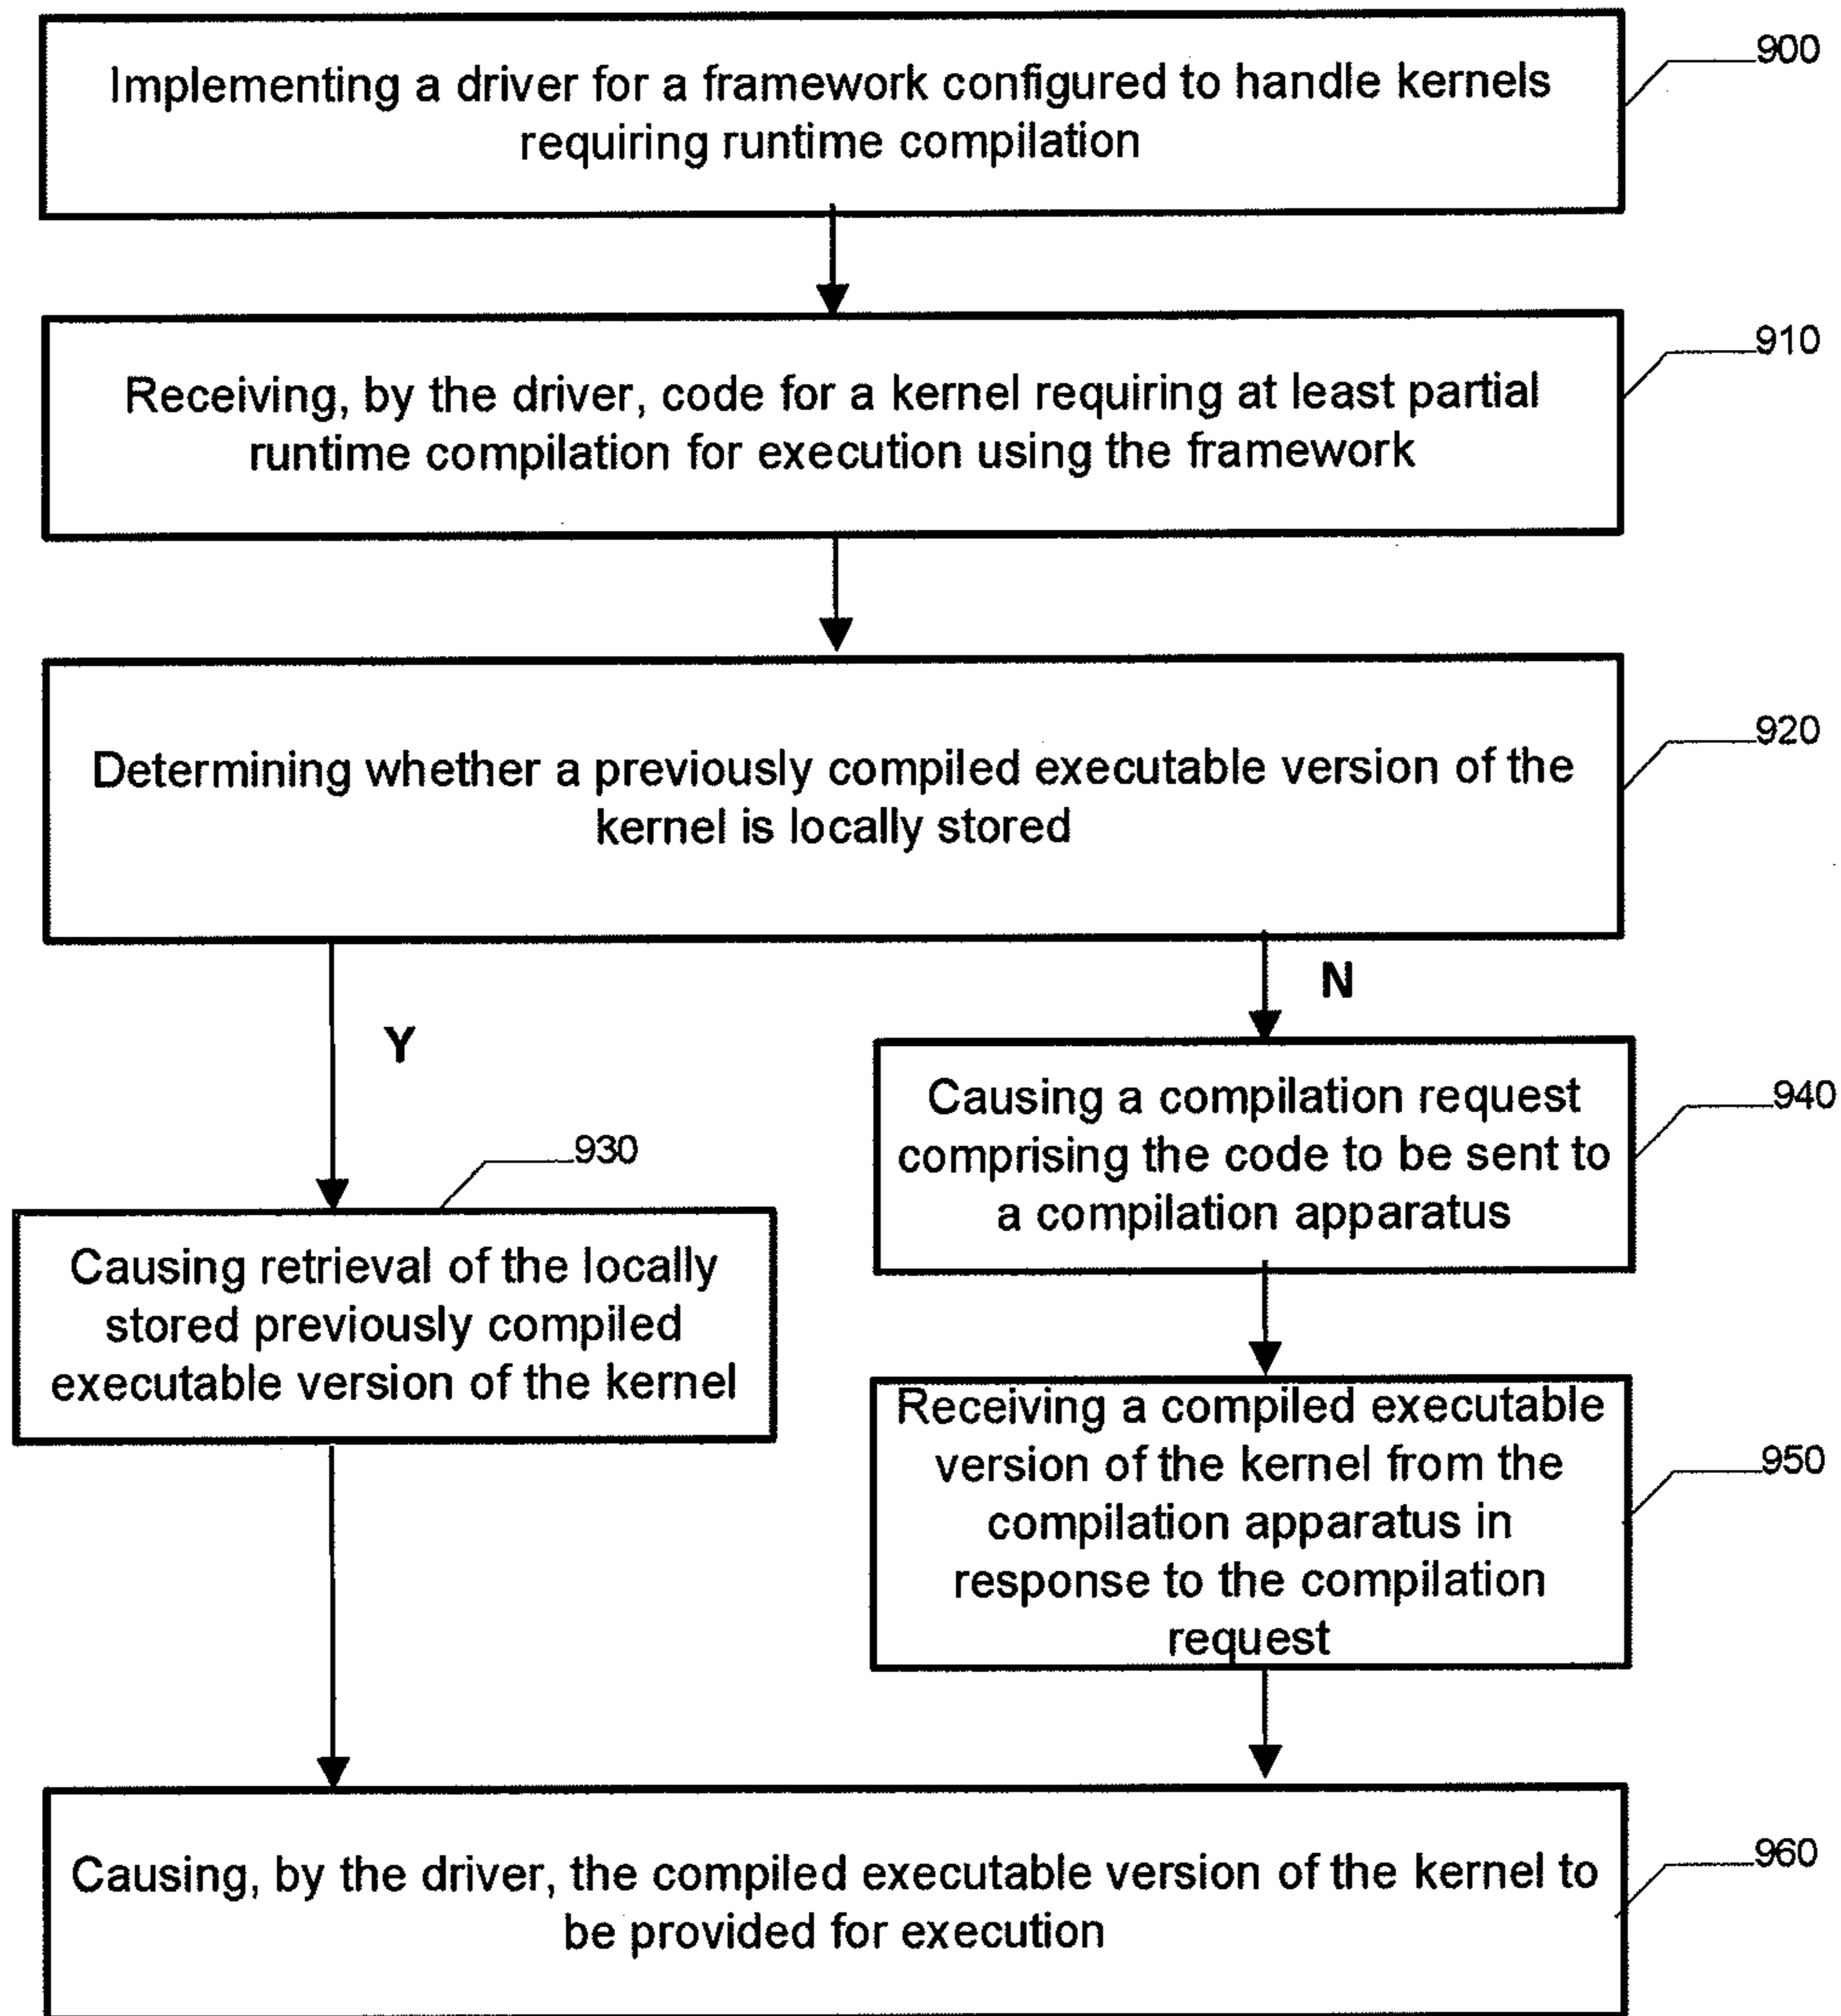 Implementing a driver for a framework configured to handle kernels
requiring runtime compilation
900
Receiving, by the driver, code for a kernel requiring at least partial
runtime compilation for execution using the framework
910
Determining whether a previously compiled executable version of the
kernel is locally stored
920
Y
N
930
Causing retrieval of the locally
stored previously compiled
executable version of the kernel
Causing a compilation request
comprising the code to be sent to
a compilation apparatus
940
Receiving a compiled executable
version of the kernel from the
compilation apparatus in
response to the compilation
request
950
Causing, by the driver, the compiled executable version of the kernel to
be provided for execution
960